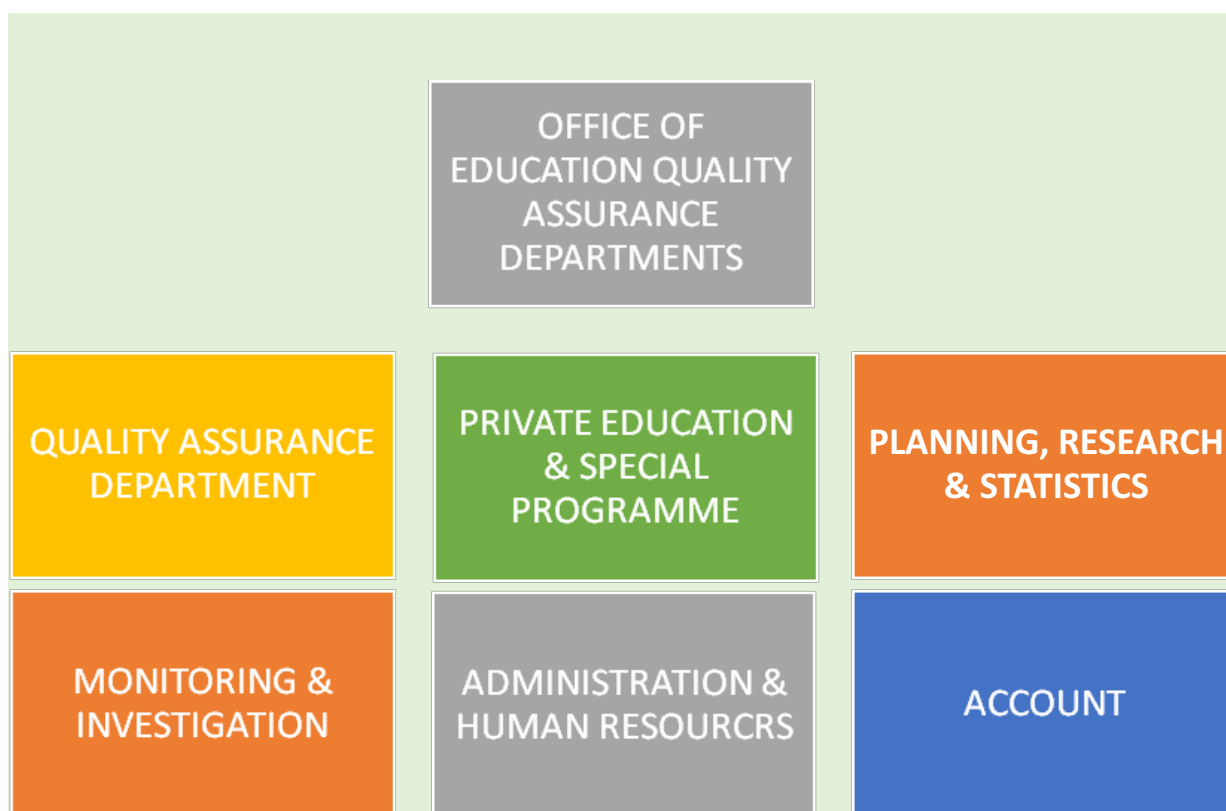 OFFICE OF
EDUCATION QUALITY
ASSURANCE
DEPARTMENTS
QUALITY ASSURANCE
DEPARTMENT
PRIVATE EDUCATION
& SPECIAL
PROGRAMME
PLANNING, RESEARCH
& STATISTICS
MONITORING &
INVESTIGATION
ADMINISTRATION &
HUMAN RESOURCRS
ACCOUNT